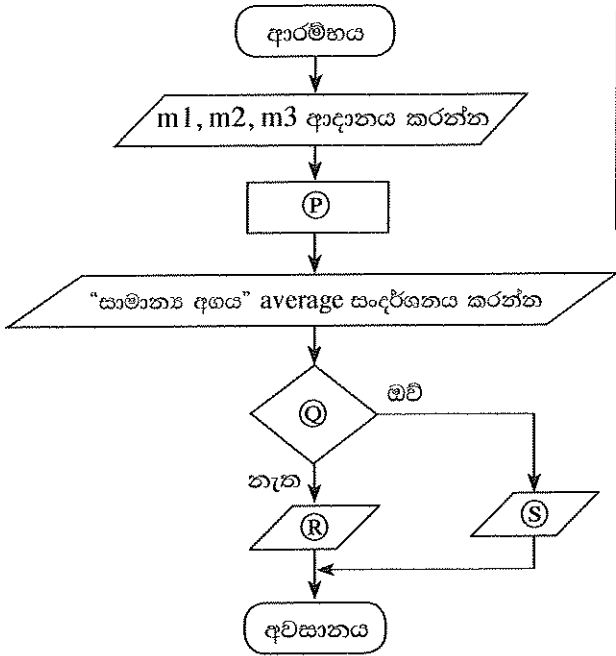 ආරම්භය
m1, m2, m3 ආදානය කරන්න
P
“සාමාන්‍ය අගය” average සංදර්ශනය කරන්න
Q
ඔව්
නැත
R
S
අවසානය